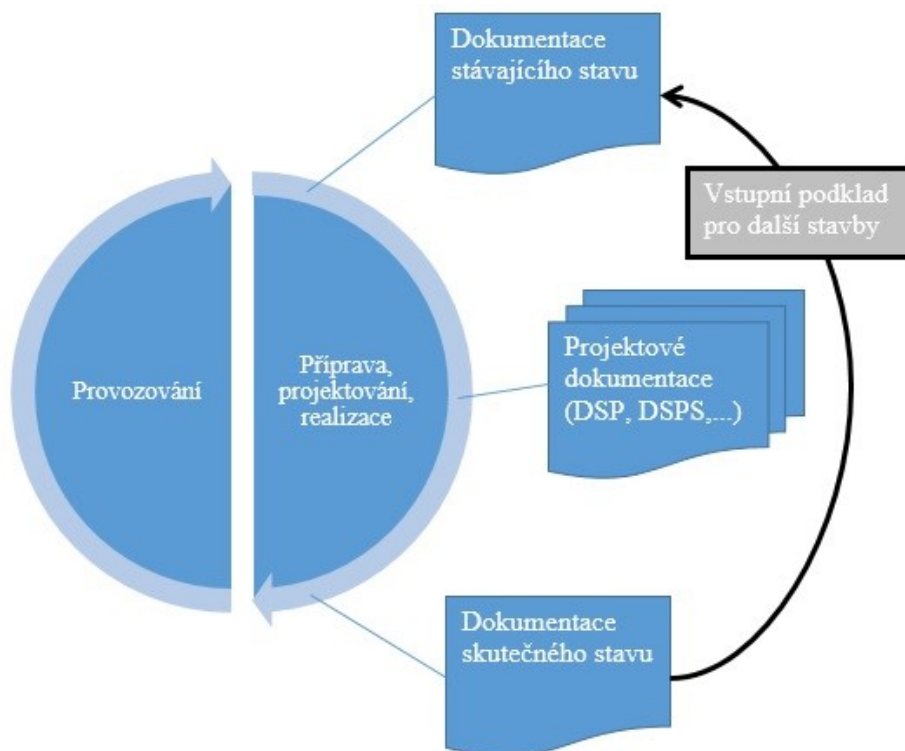 Dokumentace
stávajícího stavu
Vstupní podklad
pro další stavby
Provozování
Příprava,
projektování,
realizace
Projektové
dokumentace
(DSP, DSPS,...)
Dokumentace
skutečného stavu